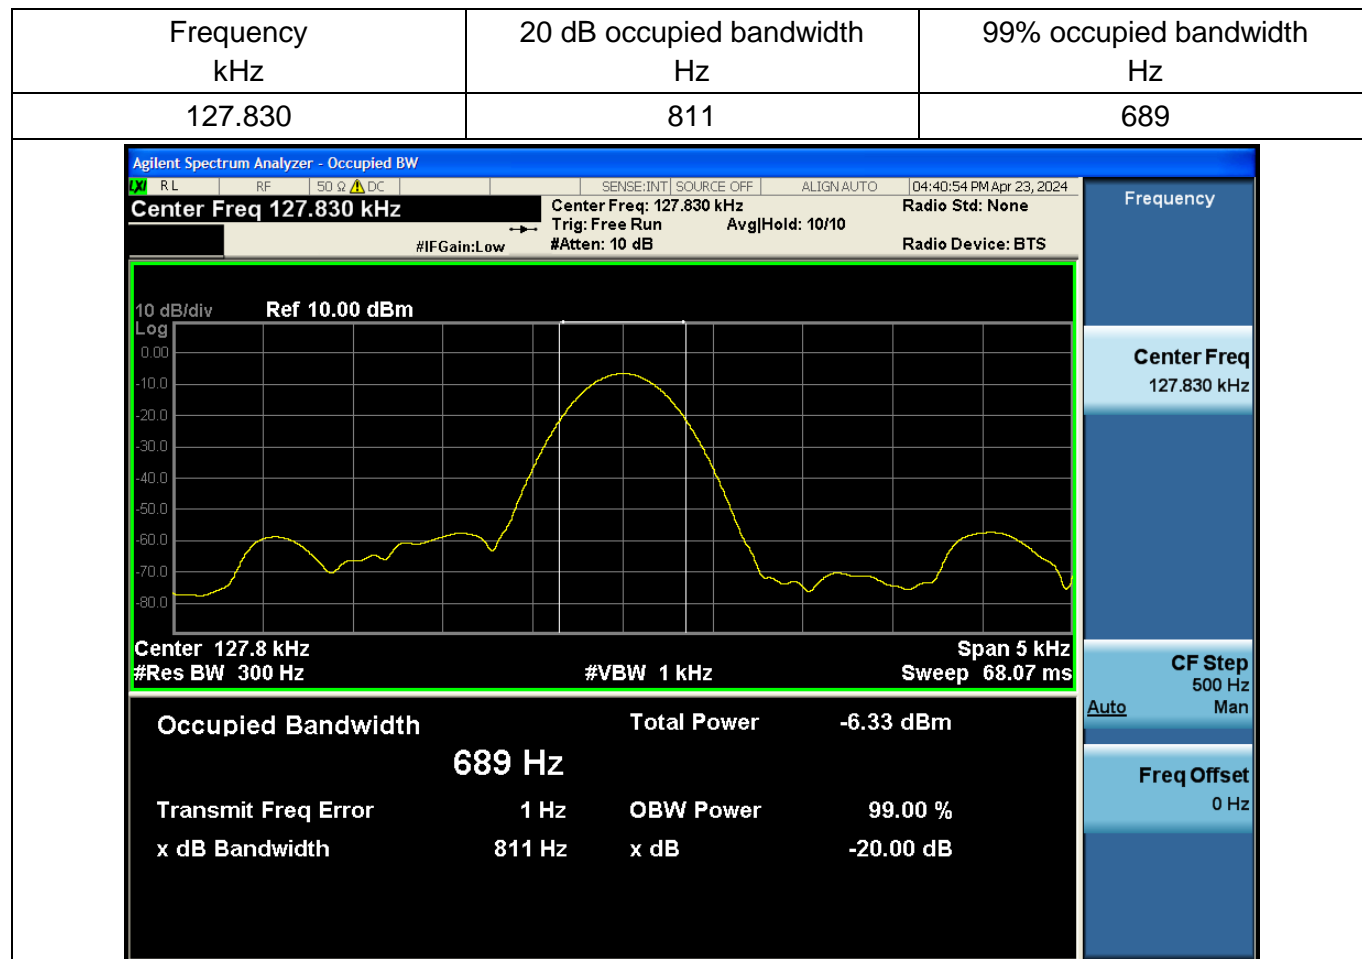 Frequency 20 dB occupied bandwidth 99% occupied bandwidth
kHz Hz Hz
127.830 811 689
Agilent Spectrum Analyzer - Occupied BW
LXI RL RF 50 Ω DC SENSE:INT SOURCE OFF ALIGN AUTO 04:40:54 PM Apr 23, 2024
Center Freq 127.830 kHz Center Freq: 127.830 kHz Radio Std: None Frequency
Trig: Free Run Avg|Hold: 10/10
#IFGain:Low #Atten: 10 dB Radio Device: BTS
10 dB/div Ref 10.00 dBm
Log
0.00
-10.0
-20.0
-30.0
-40.0
-50.0
-60.0
-70.0
-80.0
Center Freq
127.830 kHz
Center 127.8 kHz Span 5 kHz
#Res BW 300 Hz #VBW 1 kHz Sweep 68.07 ms
CF Step
500 Hz
Auto Man
Occupied Bandwidth Total Power -6.33 dBm
689 Hz
Transmit Freq Error 1 Hz OBW Power 99.00 %
x dB Bandwidth 811 Hz x dB -20.00 dB
Freq Offset
0 Hz